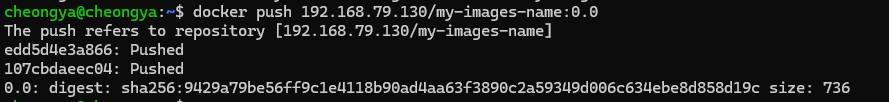 cheongya@cheongya:~$ docker push 192.168.79.130/my-images-name:0.0
The push refers to repository [192.168.79.130/my-images-name]
edd5d4e3a866: Pushed
107cbdaeec04: Pushed
0.0: digest: sha256:9429a79be56ff9c1e4118b90ad4aa63f3890c2a59349d006c634ebe8d858d19c size: 736